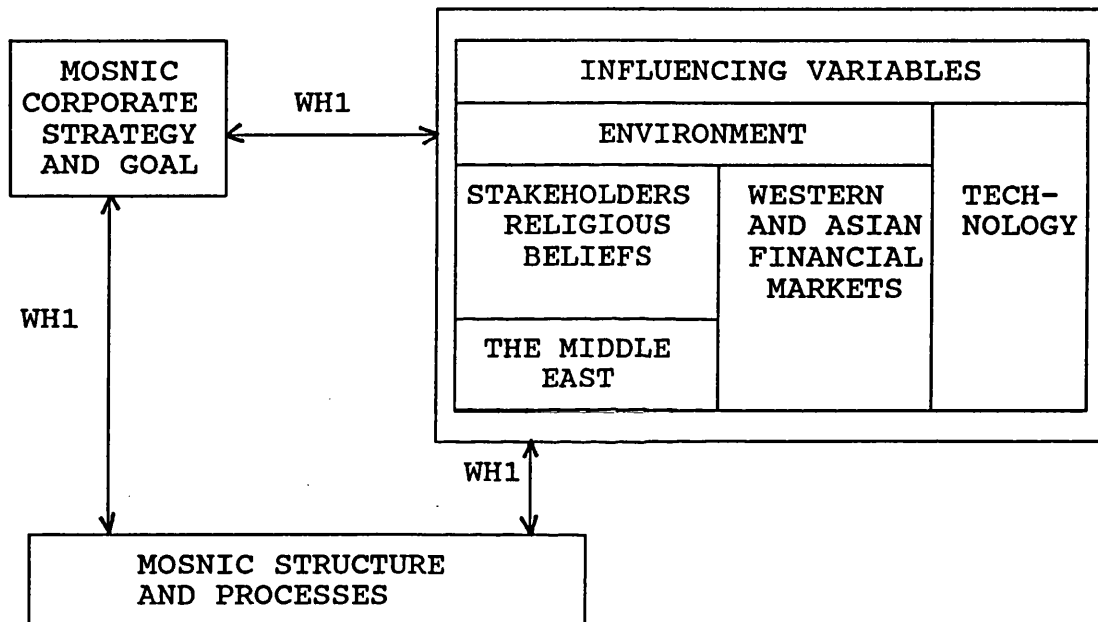 MOSNIC
CORPORATE
STRATEGY
AND GOAL
WH1
INFLUENCING VARIABLES
ENVIRONMENT
STAKEHOLDERS
RELIGIOUS
BELIEFS
WESTERN
AND ASIAN
FINANCIAL
MARKETS
TECH-
NOLOGY
THE MIDDLE
EAST
WH1
WH1
MOSNIC STRUCTURE
AND PROCESSES